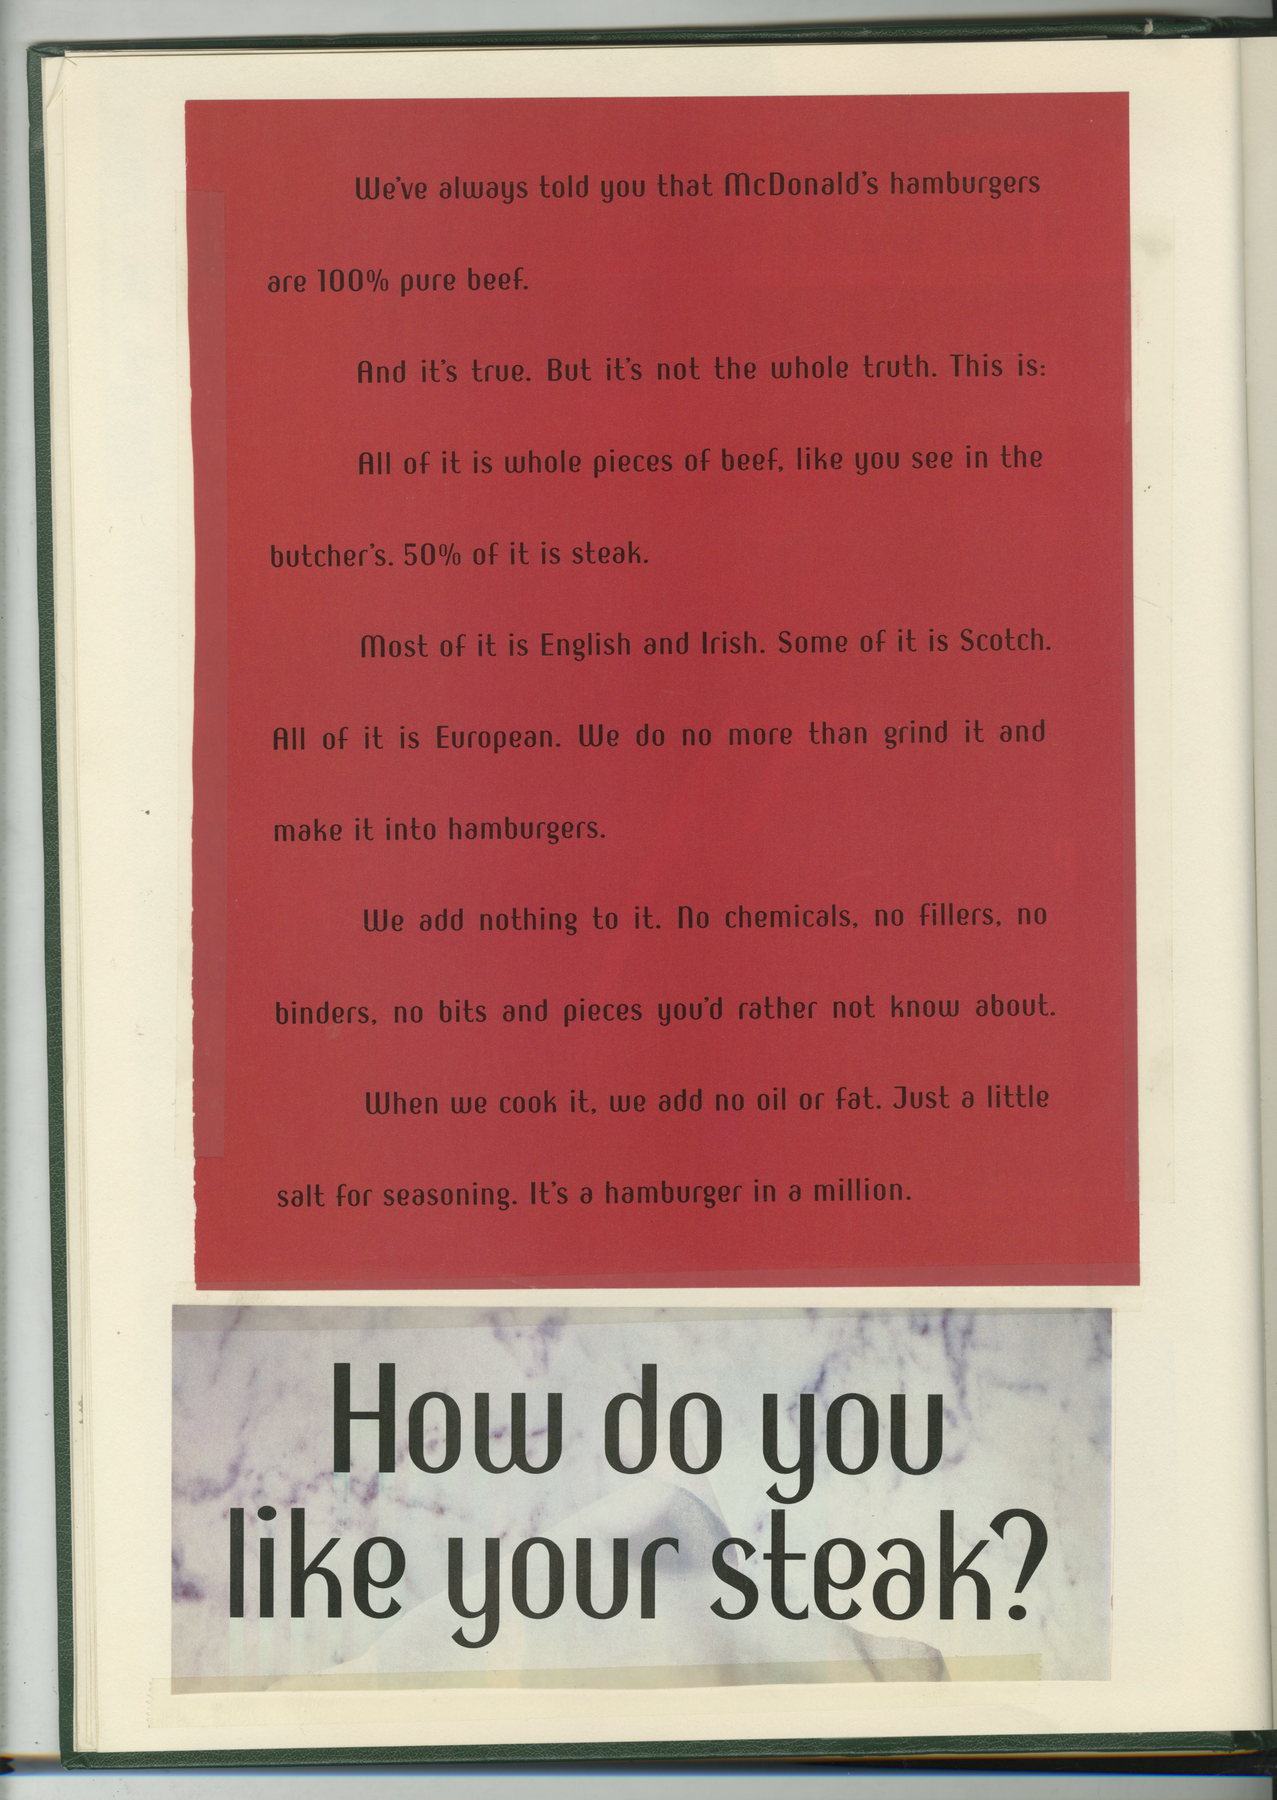 We've always told you that McDonald's hamburgers
are 100% pure beef.
And it's true. But it's not the whole truth. This is:
All of it is whole pieces of beef, like you see in the
butcher's. 50% of it is steak.
Most of it is English and Irish. Some of it is Scotch.
All of it is European. We do no more than grind it and
make it into hamburgers.
We add nothing to it. No chemicals, no fillers, no
binders, no bits and pieces you'd rather not know about.
When we cook it, we add no oil or fat. Just a little
salt for seasoning. It's a hamburger in a million.
How do you
like your steak?